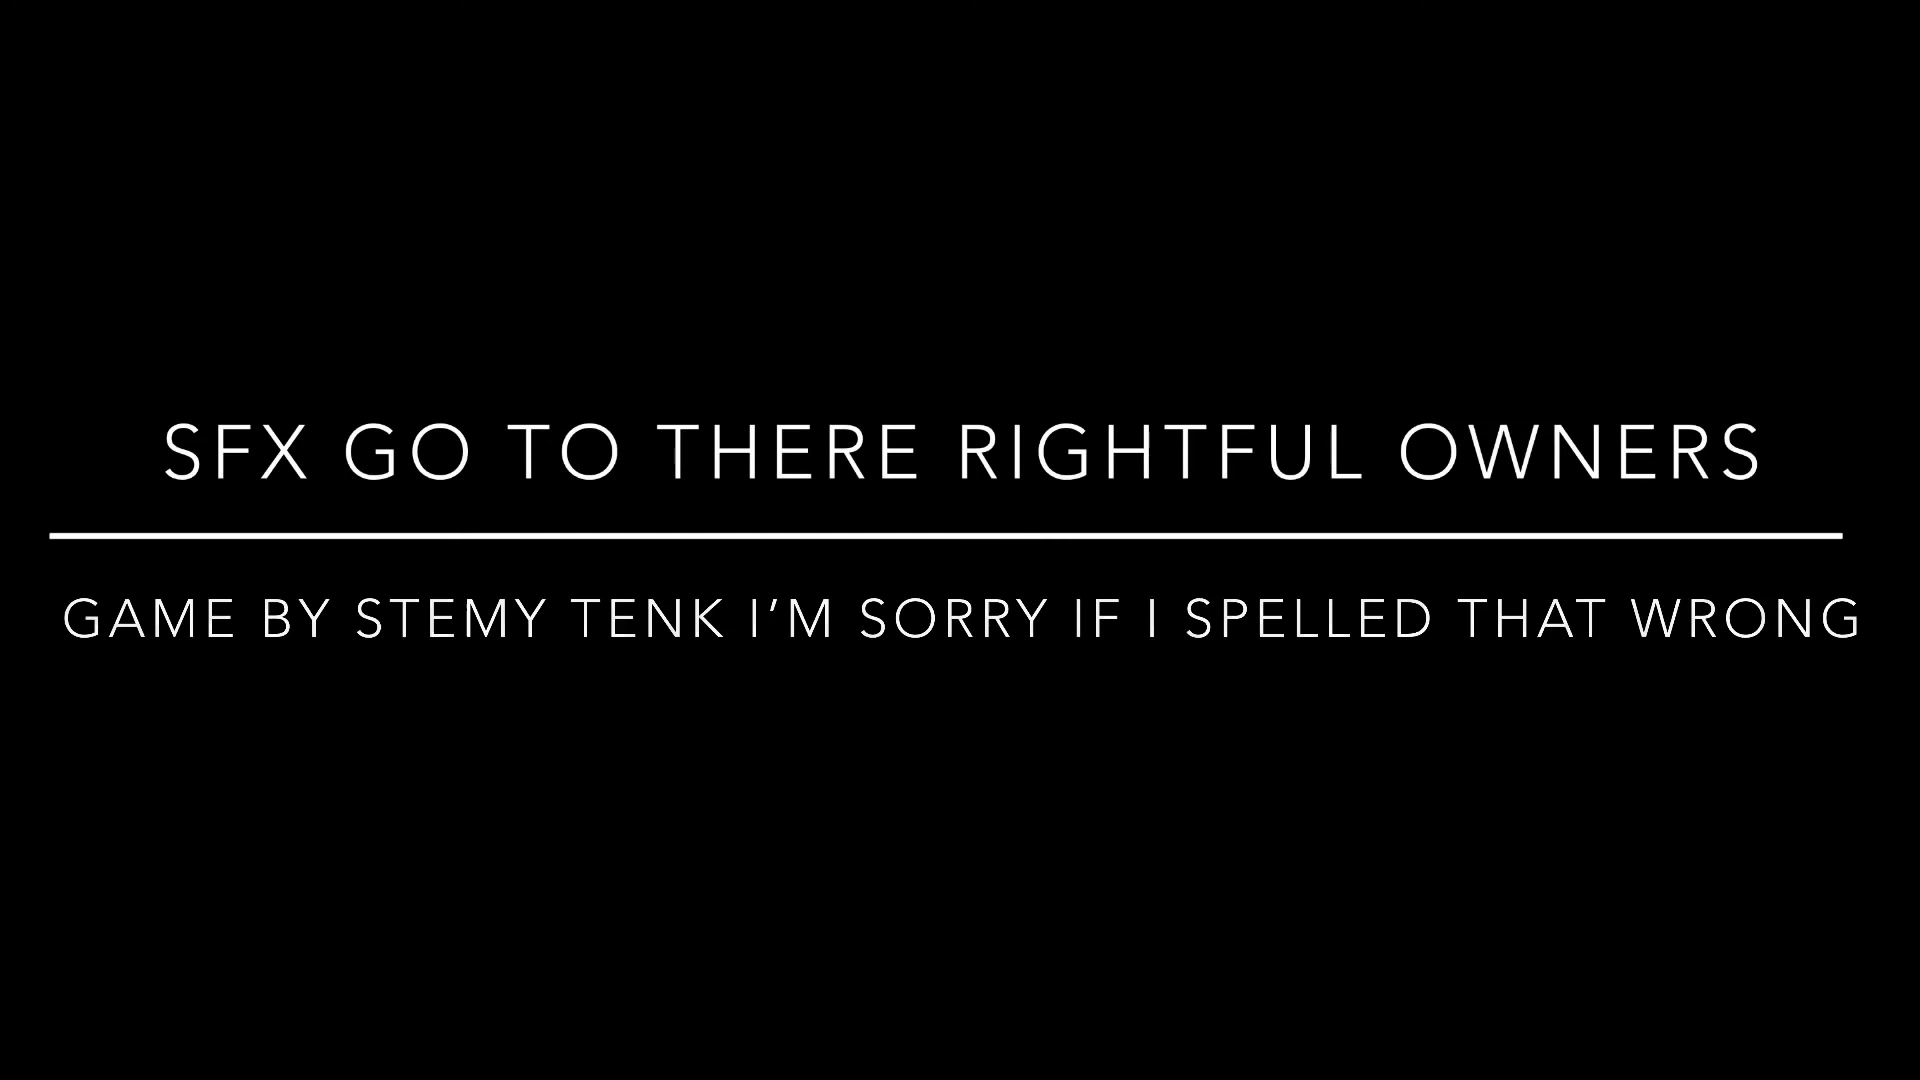 SFX GO TO THERE RIGHTFUL OWNERS
GAME BY STEMY TENK I’M SORRY IF I SPELLED THAT WRONG